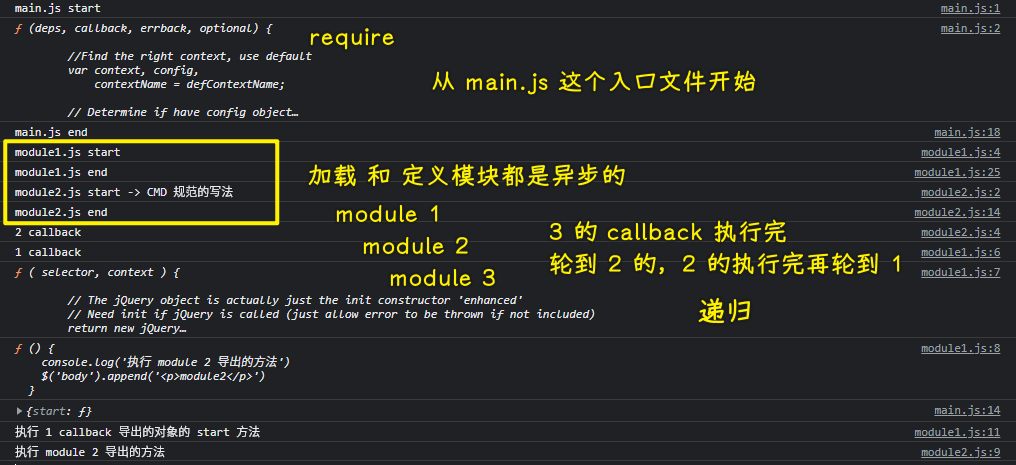 main.js start main.js:1
ƒ (deps, callback, errback, optional) { main.js:2
require
//Find the right context, use default
var context, config,
contextName = defContextName;
从 main.js 这个入口文件开始
// Determine if have config object…
main.js end main.js:18
module1.js start module1.js:4
module1.js end module1.js:25
加载 和 定义模块都是异步的
module2.js start -> CMD 规范的写法 module2.js:2
module2.js end module2.js:14
module 1
2 callback module2.js:4
3 的 callback 执行完
module 2
1 callback module1.js:6
轮到 2 的, 2 的执行完再轮到 1
ƒ ( selector, context ) { module1.js:7
module 3
// The jQuery object is actually just the init constructor 'enhanced'
// Need init if jQuery is called (just allow error to be thrown if not included)
递归
return new jQuery…
ƒ () { module1.js:8
console.log('执行 module 2 导出的方法')
$('body').append('<p>module2</p>')
}
{start: ƒ} main.js:14
执行 1 callback 导出的对象的 start 方法 module1.js:11
执行 module 2 导出的方法 module2.js:9